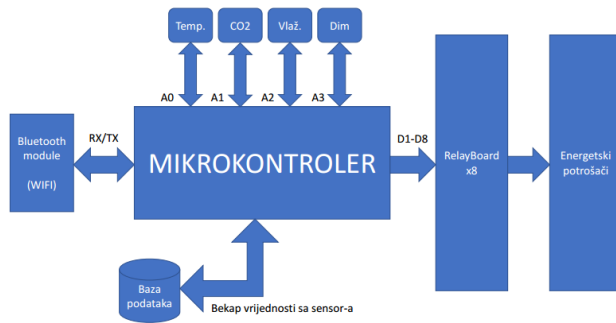 Temp.
CO2
Vlaž.
Dim
A0
A1
A2
A3
Bluetooth
module
(WIFI)
RX/TX
MIKROKONTROLER
D1-D8
RelayBoard
x8
Energetski
potrošači
Baza
podataka
Bekap vrijednosti sa sensor-a